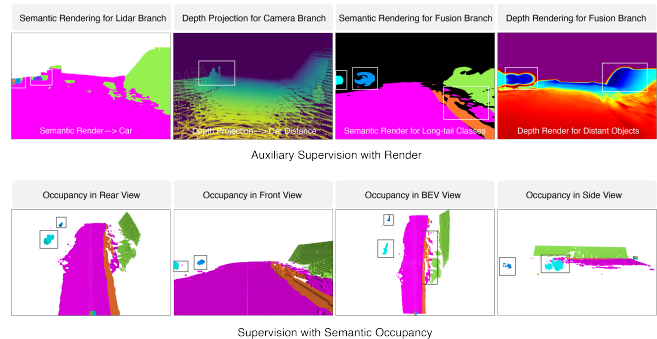 Semantic Rendering for Lidar Branch
Depth Projection for Camera Branch
Semantic Rendering for Fusion Branch
Depth Rendering for Fusion Branch
Semantic Render—> Car
Depth Projection—> Car Distance
Semantic Render for Long-tail Classes
Depth Render for Distant Objects
Auxiliary Supervision with Render
Occupancy in Rear View
Occupancy in Front View
Occupancy in BEV View
Occupancy in Side View
Supervision with Semantic Occupancy